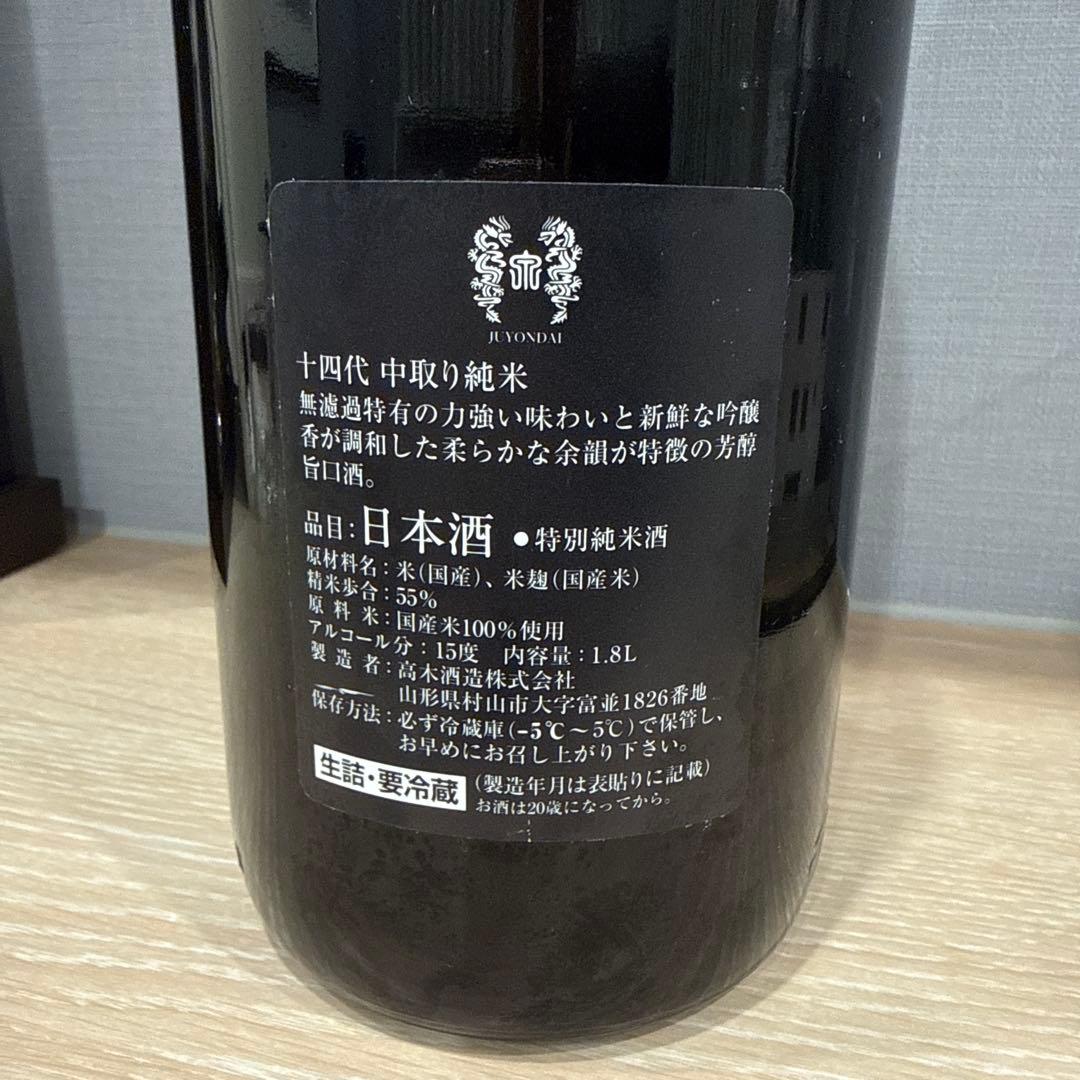 JUYONDAI
十四代 中取り純米
無濾過特有の力強い味わいと新鮮な吟醸
香が調和した柔らかな余韻が特徴の芳醇
旨口酒。
品目：日本酒 ●特別純米酒
原材料名：米(国産)、米麹(国産米)
精米歩合：55%
原料米：国産米100%使用
アルコール分：15度 内容量：1.8L
製造者：高木酒造株式会社
山形県村山市大字富並1826番地
保存方法：必ず冷蔵庫(-5℃〜5℃)で保管し、
お早めにお召し上がり下さい。
生詰・要冷蔵 (製造年月は表貼りに記載)
お酒は20歳になってから。